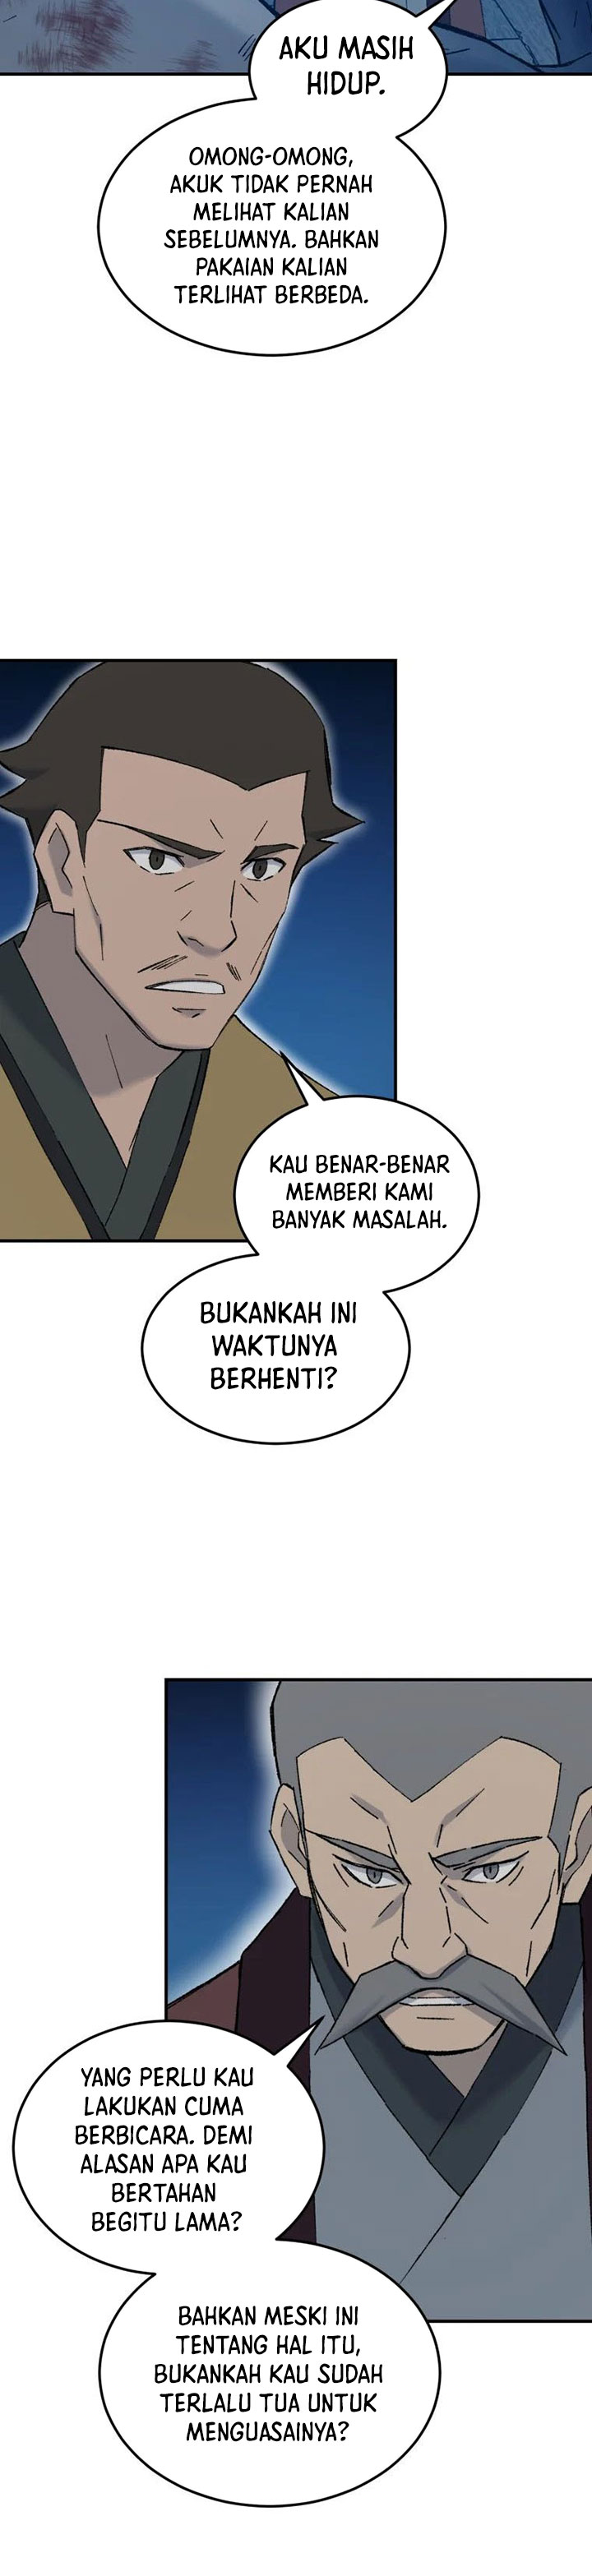 AKU MASIH
HIDUP.
OMONG-OMONG,
AKUK TIDAK PERNAH
MELIHAT KALIAN
SEBELUMNYA. BAHKAN
PAKAIAN KALIAN
TERLIHAT BERBEDA.
KAU BENAR-BENAR
MEMBERI KAMI
BANYAK MASALAH.
BUKANKAH INI
WAKTUNYA
BERHENTI?
YANG PERLU KAU
LAKUKAN CUMA
BERBICARA. DEMI
ALASAN APA KAU
BERTAHAN
BEGITU LAMA?
BAHKAN MESKI INI
TENTANG HAL ITU,
BUKANKAH KAU SUDAH
TERLALU TUA UNTUK
MENGUASAINYA?